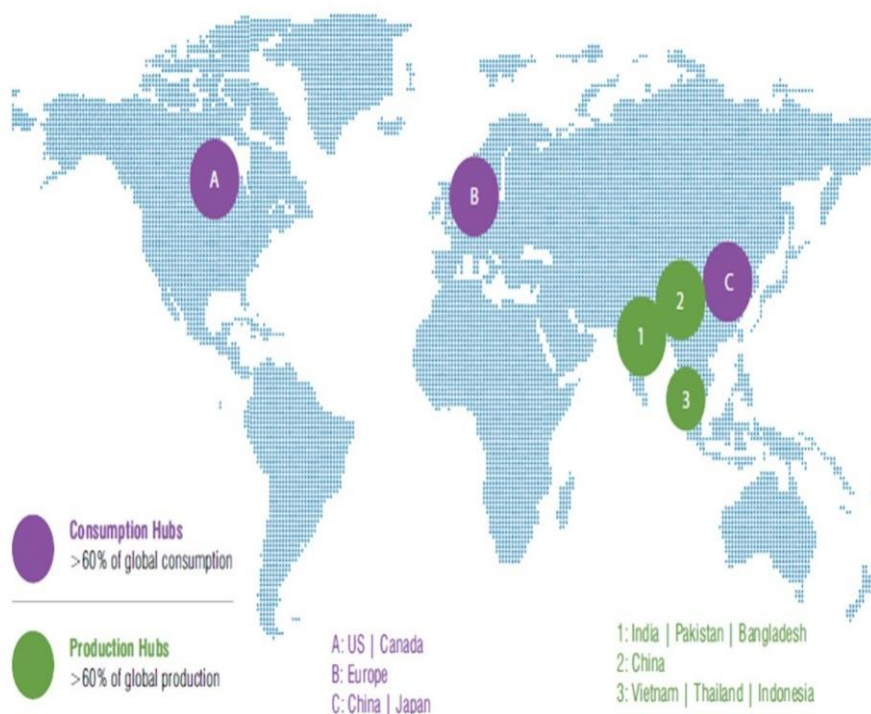 A
B
C
2
1
3
Consumption Hubs
>60% of global consumption
Production Hubs
>60% of global production
A: US | Canada
B: Europe
C: China | Japan
1: India | Pakistan | Bangladesh
2: China
3: Vietnam | Thailand | Indonesia